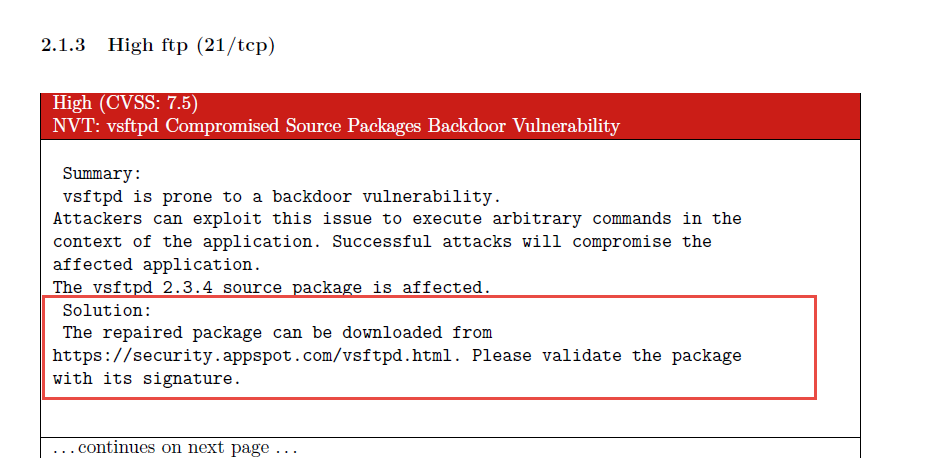 2.1.3 High ftp (21/tcp)
High (CVSS: 7.5)
NVT: vsftpd Compromised Source Packages Backdoor Vulnerability
Summary:
vsftpd is prone to a backdoor vulnerability.
Attackers can exploit this issue to execute arbitrary commands in the
context of the application. Successful attacks will compromise the
affected application.
The vsftpd 2.3.4 source package is affected.
Solution:
The repaired package can be downloaded from
https://security.appspot.com/vsftpd.html. Please validate the package
with its signature.
...continues on next page ...